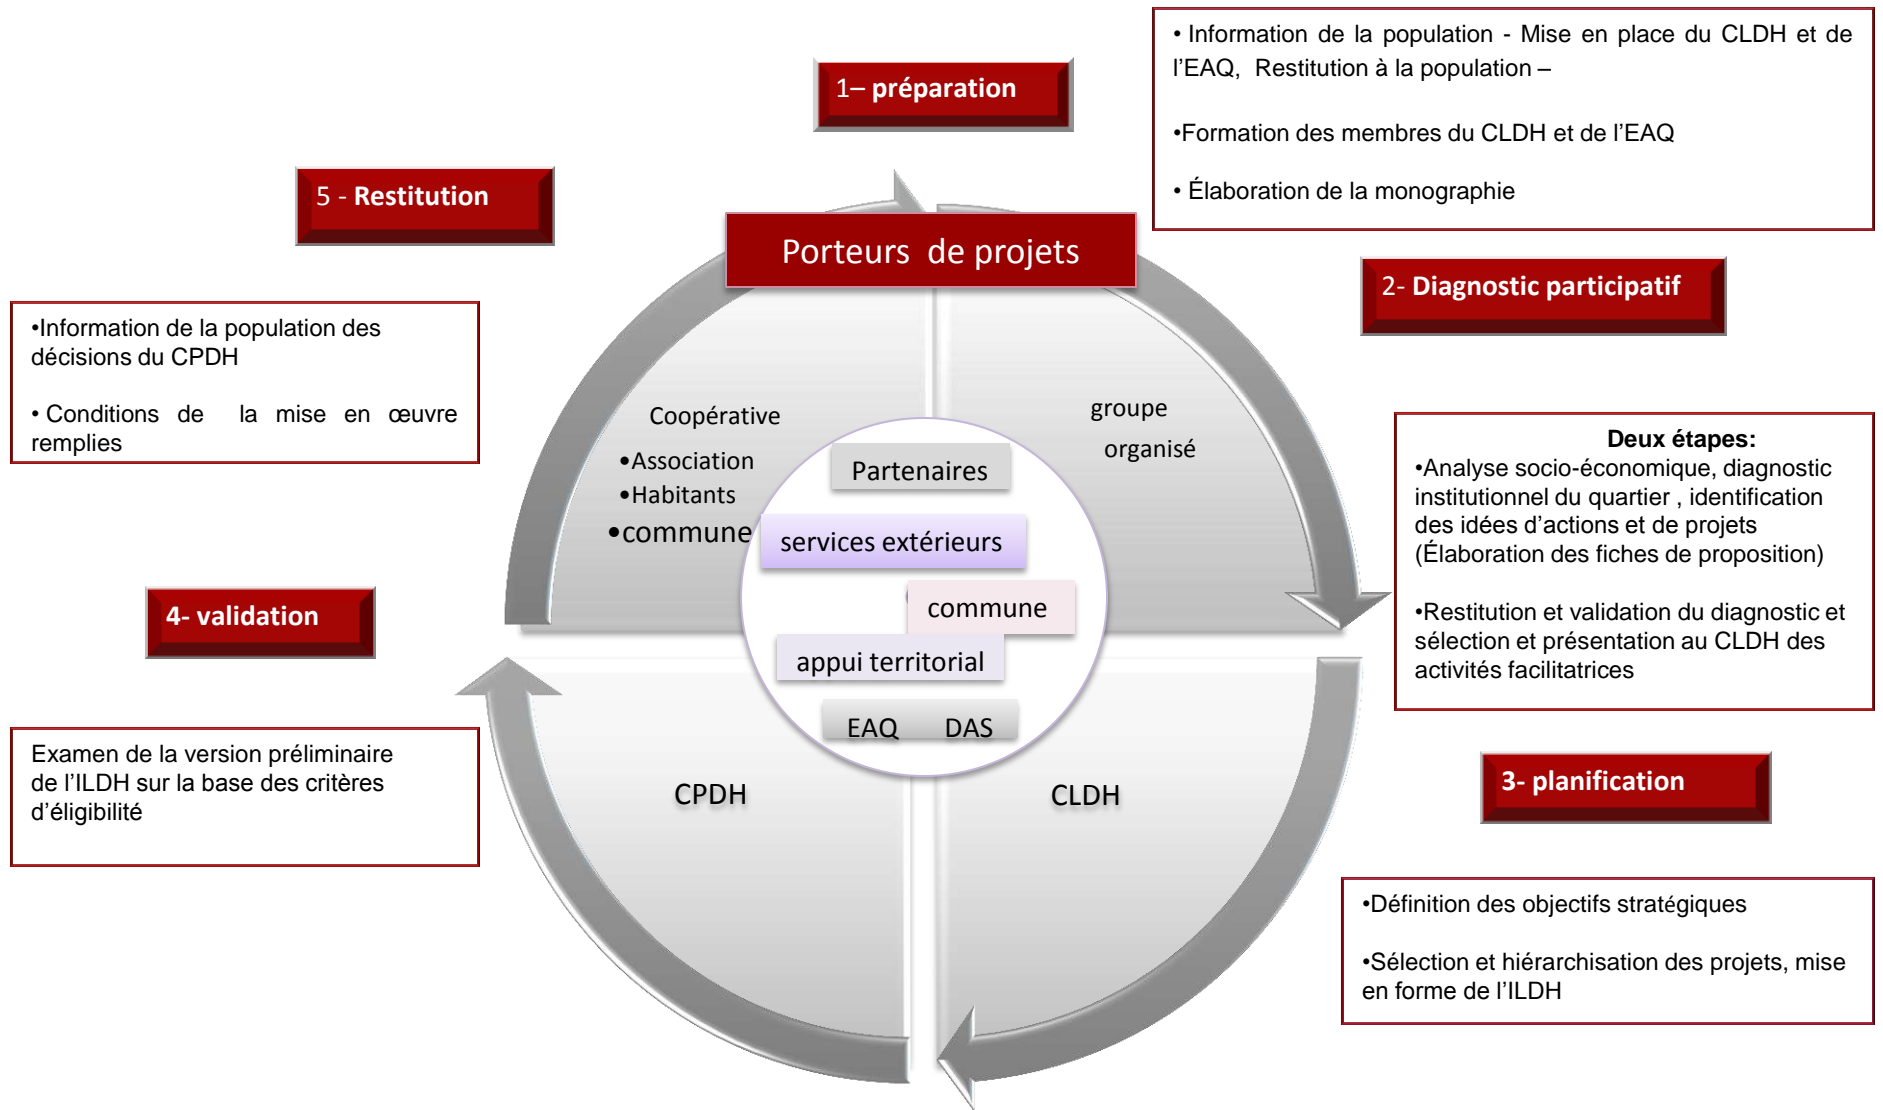 1– préparation
• Information de la population - Mise en place du CLDH et de
l’EAQ, Restitution à la population –
•Formation des membres du CLDH et de l’EAQ
• Élaboration de la monographie
5 - Restitution
Porteurs de projets
2- Diagnostic participatif
•Information de la population des
décisions du CPDH
• Conditions de la mise en œuvre
remplies
Coopérative
•Association
•Habitants
•commune
groupe
organisé
Partenaires
services extérieurs
commune
appui territorial
EAQ DAS
Deux étapes:
•Analyse socio-économique, diagnostic
institutionnel du quartier , identification
des idées d’actions et de projets
(Élaboration des fiches de proposition)
•Restitution et validation du diagnostic et
sélection et présentation au CLDH des
activités facilitatrices
4- validation
Examen de la version préliminaire
de l’ILDH sur la base des critères
d’éligibilité
CPDH
CLDH
3- planification
•Définition des objectifs stratégiques
•Sélection et hiérarchisation des projets, mise
en forme de l’ILDH